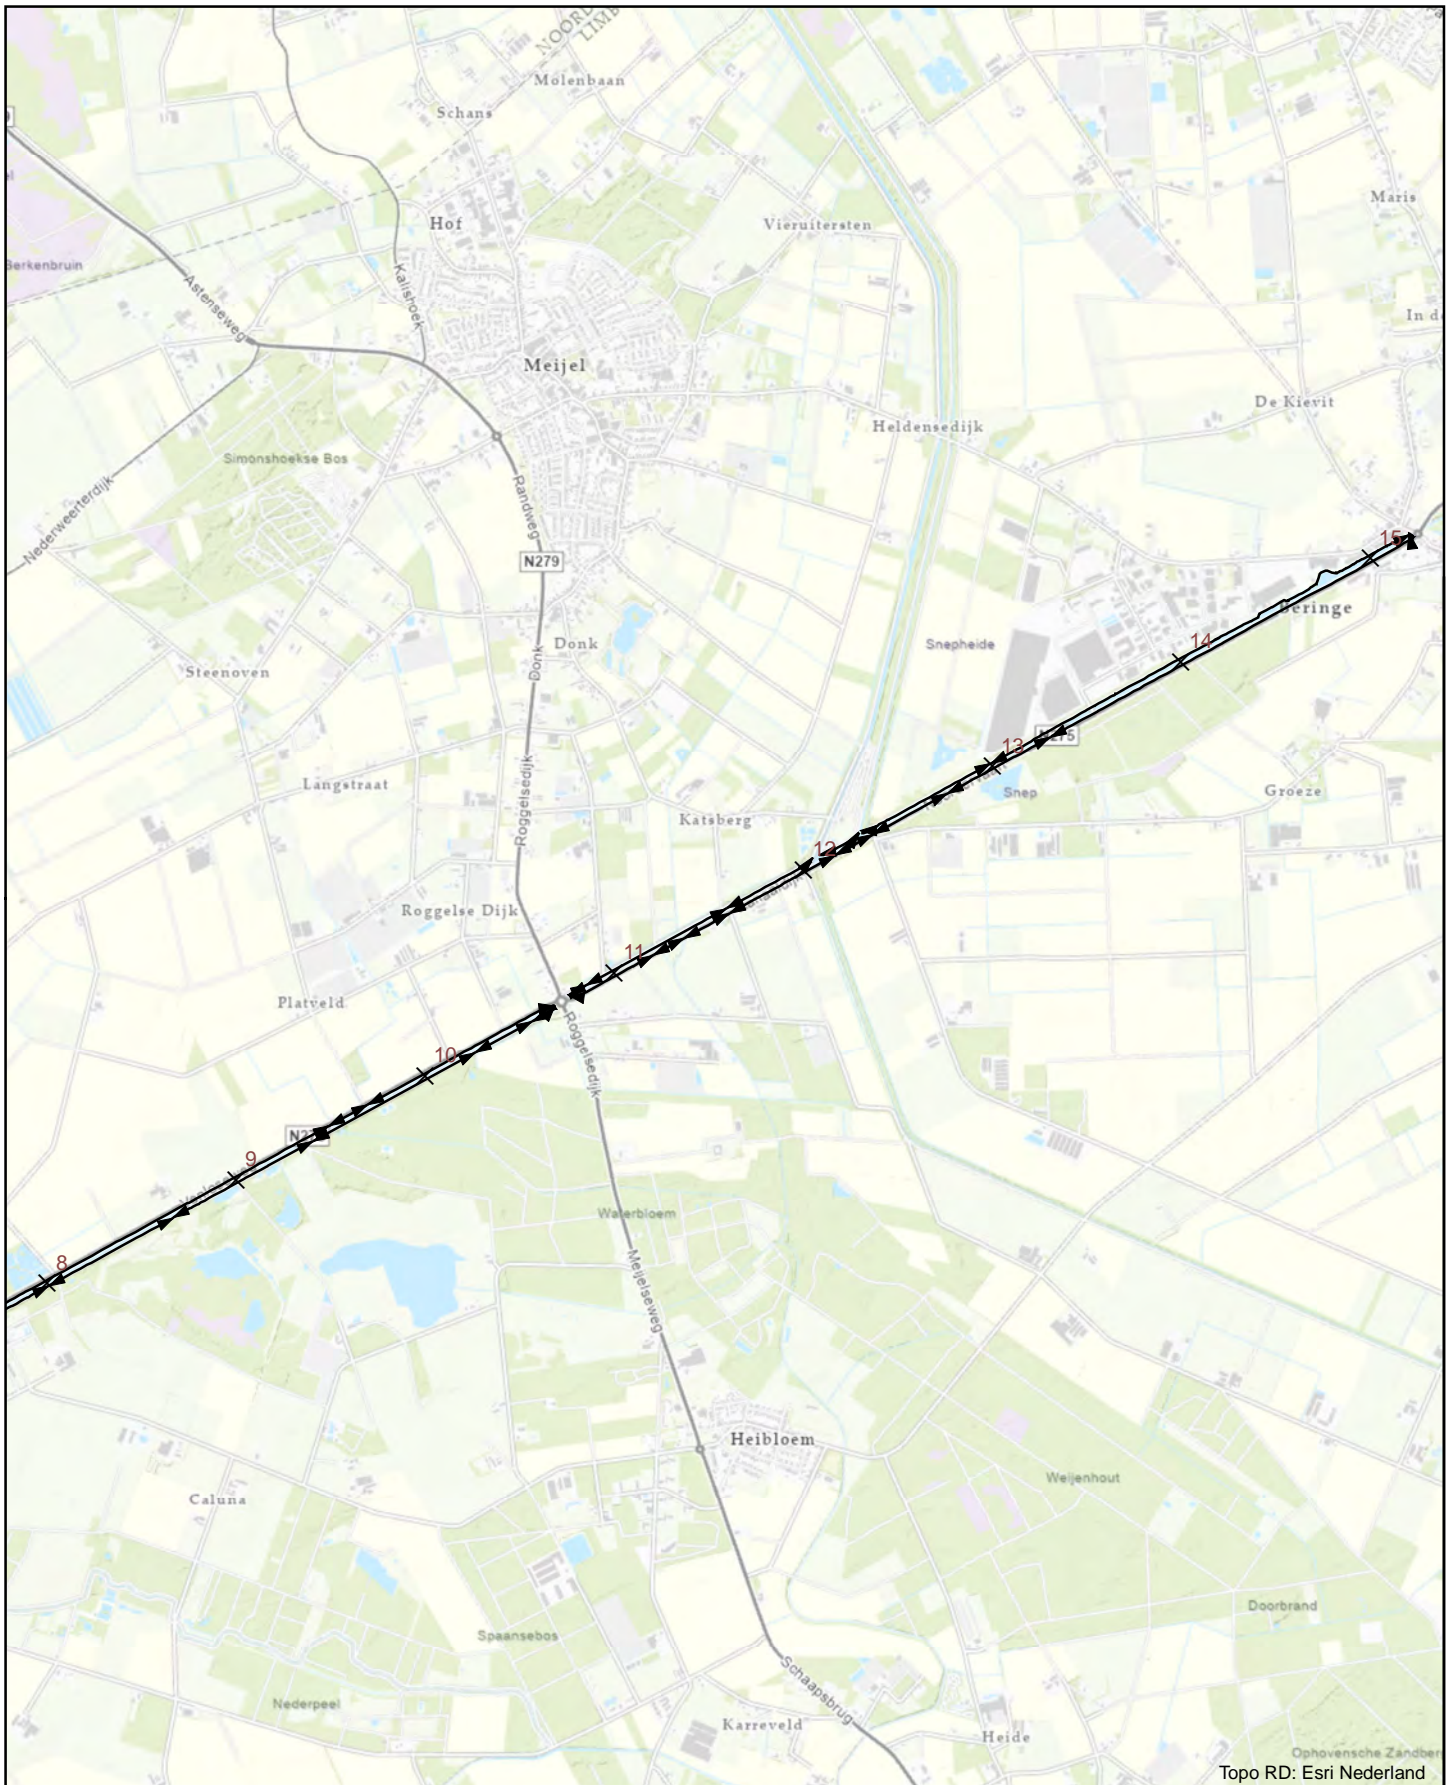 NOORD
LIMB
Molenbaan
Schans
Maris
Hof
Vieruitersten
Berkenbruin
Kalishoek
Astenseweg
In de
Meijel
De Kievit
Heldensedijk
Simonshoekse Bos
Nederweerterdijk
Randweg
15
N279
Beringe
Donk
Snepheide
14
Donk
Steenoven
N275
13
Langstraat
Snep
Groeze
Roggelsedijk
Katsberg
12
Roggelse Dijk
11
Platveld
10
Roggelsedijk
9
Waterbloem
8
Meijelseweg
Heibloem
Weijenhout
Caluna
Doorbrand
Spaansebos
Schaapsbrug
Nederpeel
Karreveld
Heide
Ophovensche Zandberg
Topo RD: Esri Nederland